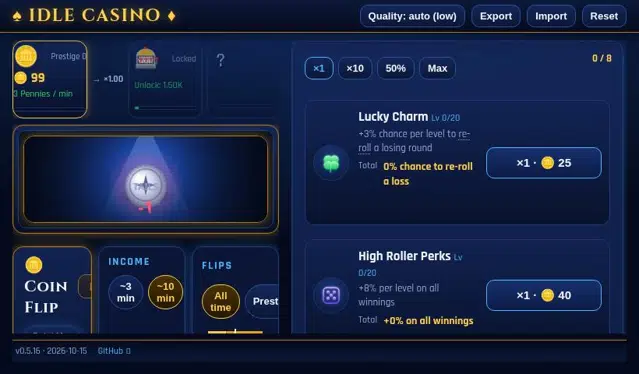 ♠ IDLE CASINO ♦
Quality: auto (low)
Export
Import
Reset
Prestige 0
99
3 Pennies / min
→ ×1.00
Locked
Unlock: 1.50K
?
×1
×10
50%
Max
0 / 8
Lucky Charm Lv 0/20
+3% chance per level to re-
roll a losing round
Total 0% chance to re-roll
a loss
×1 · 25
High Roller Perks Lv
0/20
+8% per level on all
winnings
Total +0% on all winnings
×1 · 40
COIN
FLIP
INCOME
~3
min
~10
min
FLIPS
All
time
Prest
v0.5.16 · 2026-10-15
GitHub